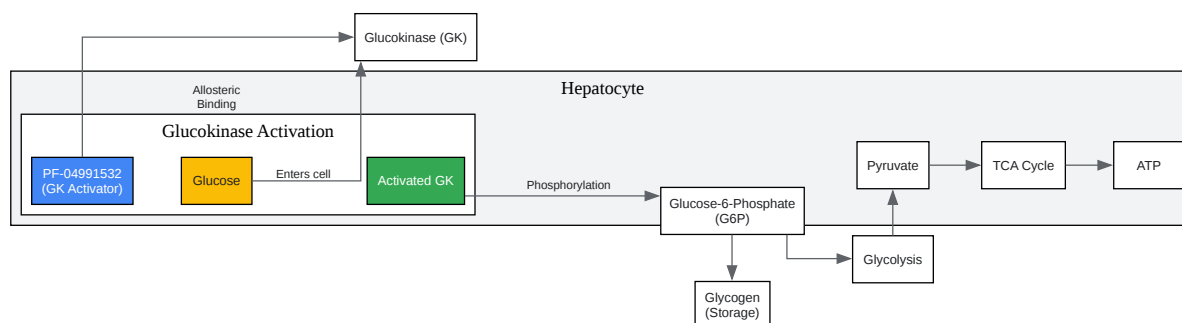 Glucokinase (GK)
Hepatocyte
Allosteric
Binding
Glucokinase Activation
PF-04991532
(GK Activator)
Glucose
Enters cell
Activated GK
Phosphorylation
Glucose-6-Phosphate
(G6P)
Pyruvate
TCA Cycle
ATP
Glycolysis
Glycogen
(Storage)